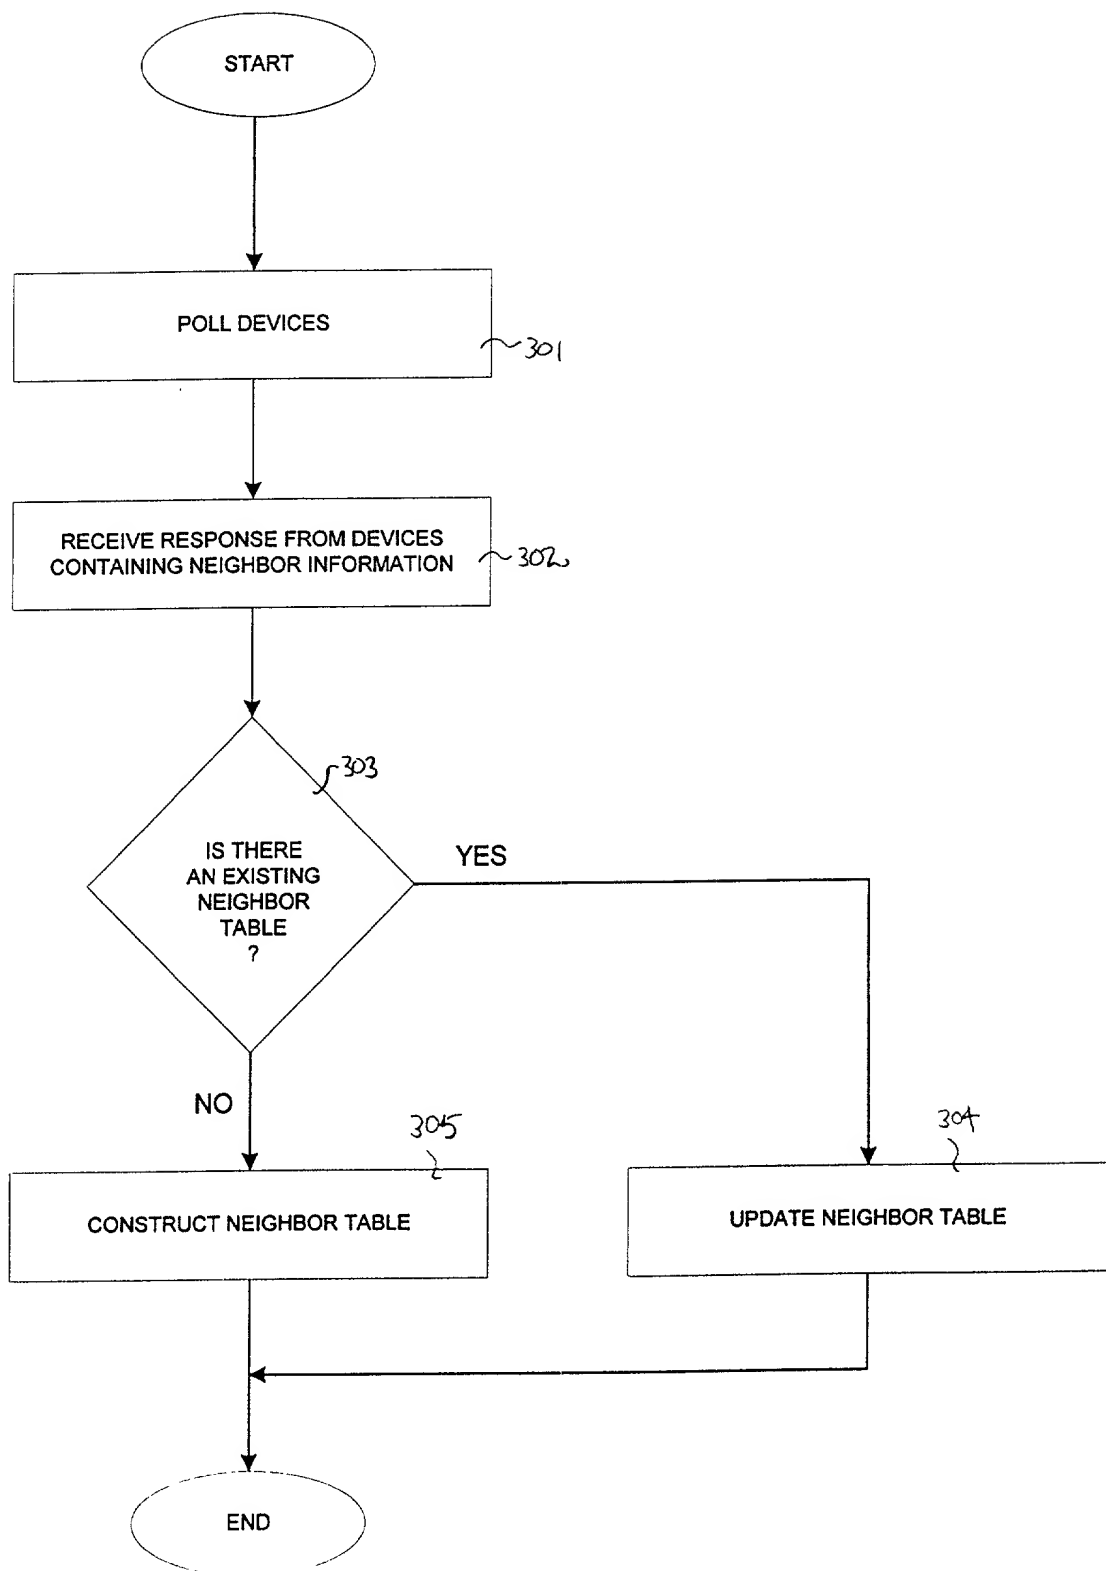 START
POLL DEVICES
301
RECEIVE RESPONSE FROM DEVICES
CONTAINING NEIGHBOR INFORMATION
302
303
IS THERE
AN EXISTING
NEIGHBOR
TABLE
?
YES
NO
305
304
CONSTRUCT NEIGHBOR TABLE
UPDATE NEIGHBOR TABLE
END